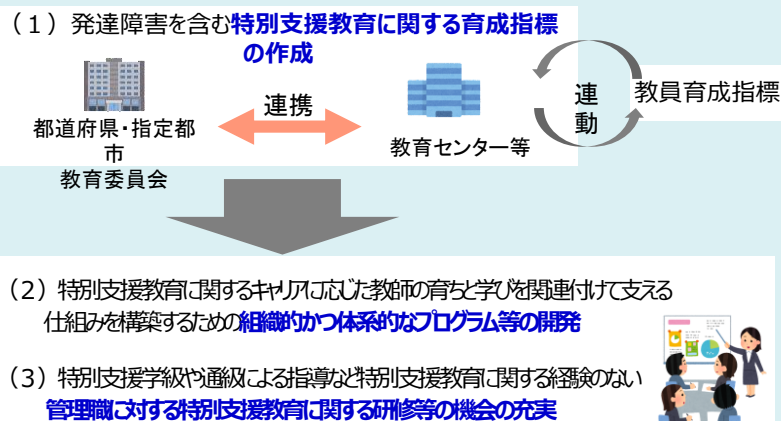 （１）発達障害を含む特別支援教育に関する育成指標
の作成
都道府県・指定都
市
教育委員会
連携
教育センター等
連
動
教員育成指標
（２）特別支援教育に関するキャリアに応じた教師の育ちと学びを関連付けて支える
仕組みを構築するための組織的かつ体系的なプログラム等の開発
（３）特別支援学級や通級による指導など特別支援教育に関する経験のない
管理職に対する特別支援教育に関する研修等の機会の充実